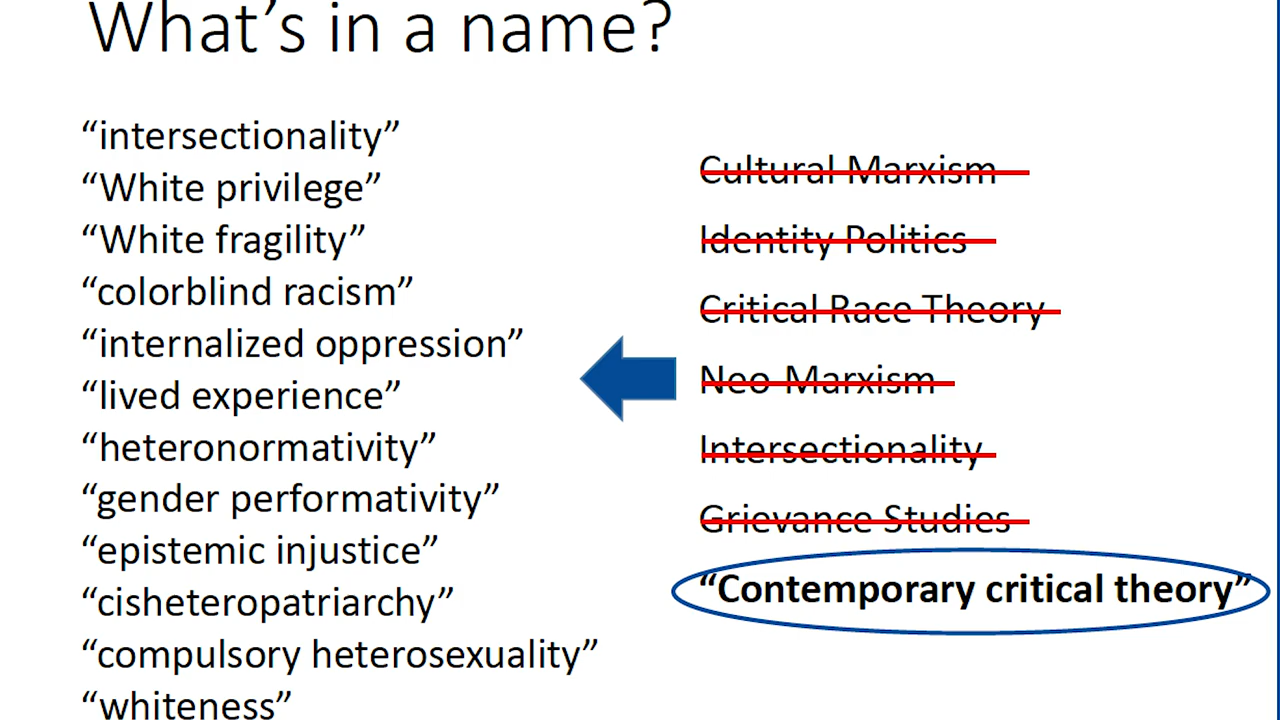 What’s in a name?
“intersectionality”
“White privilege”
“White fragility”
“colorblind racism”
“internalized oppression”
“lived experience”
“heteronormativity”
“gender performativity”
“epistemic injustice”
“cisheteropatriarchy”
“compulsory heterosexuality”
“whiteness”
Cultural Marxism
Identity Politics
Critical Race Theory
Neo-Marxism
Intersectionality
Grievance Studies
“Contemporary critical theory”